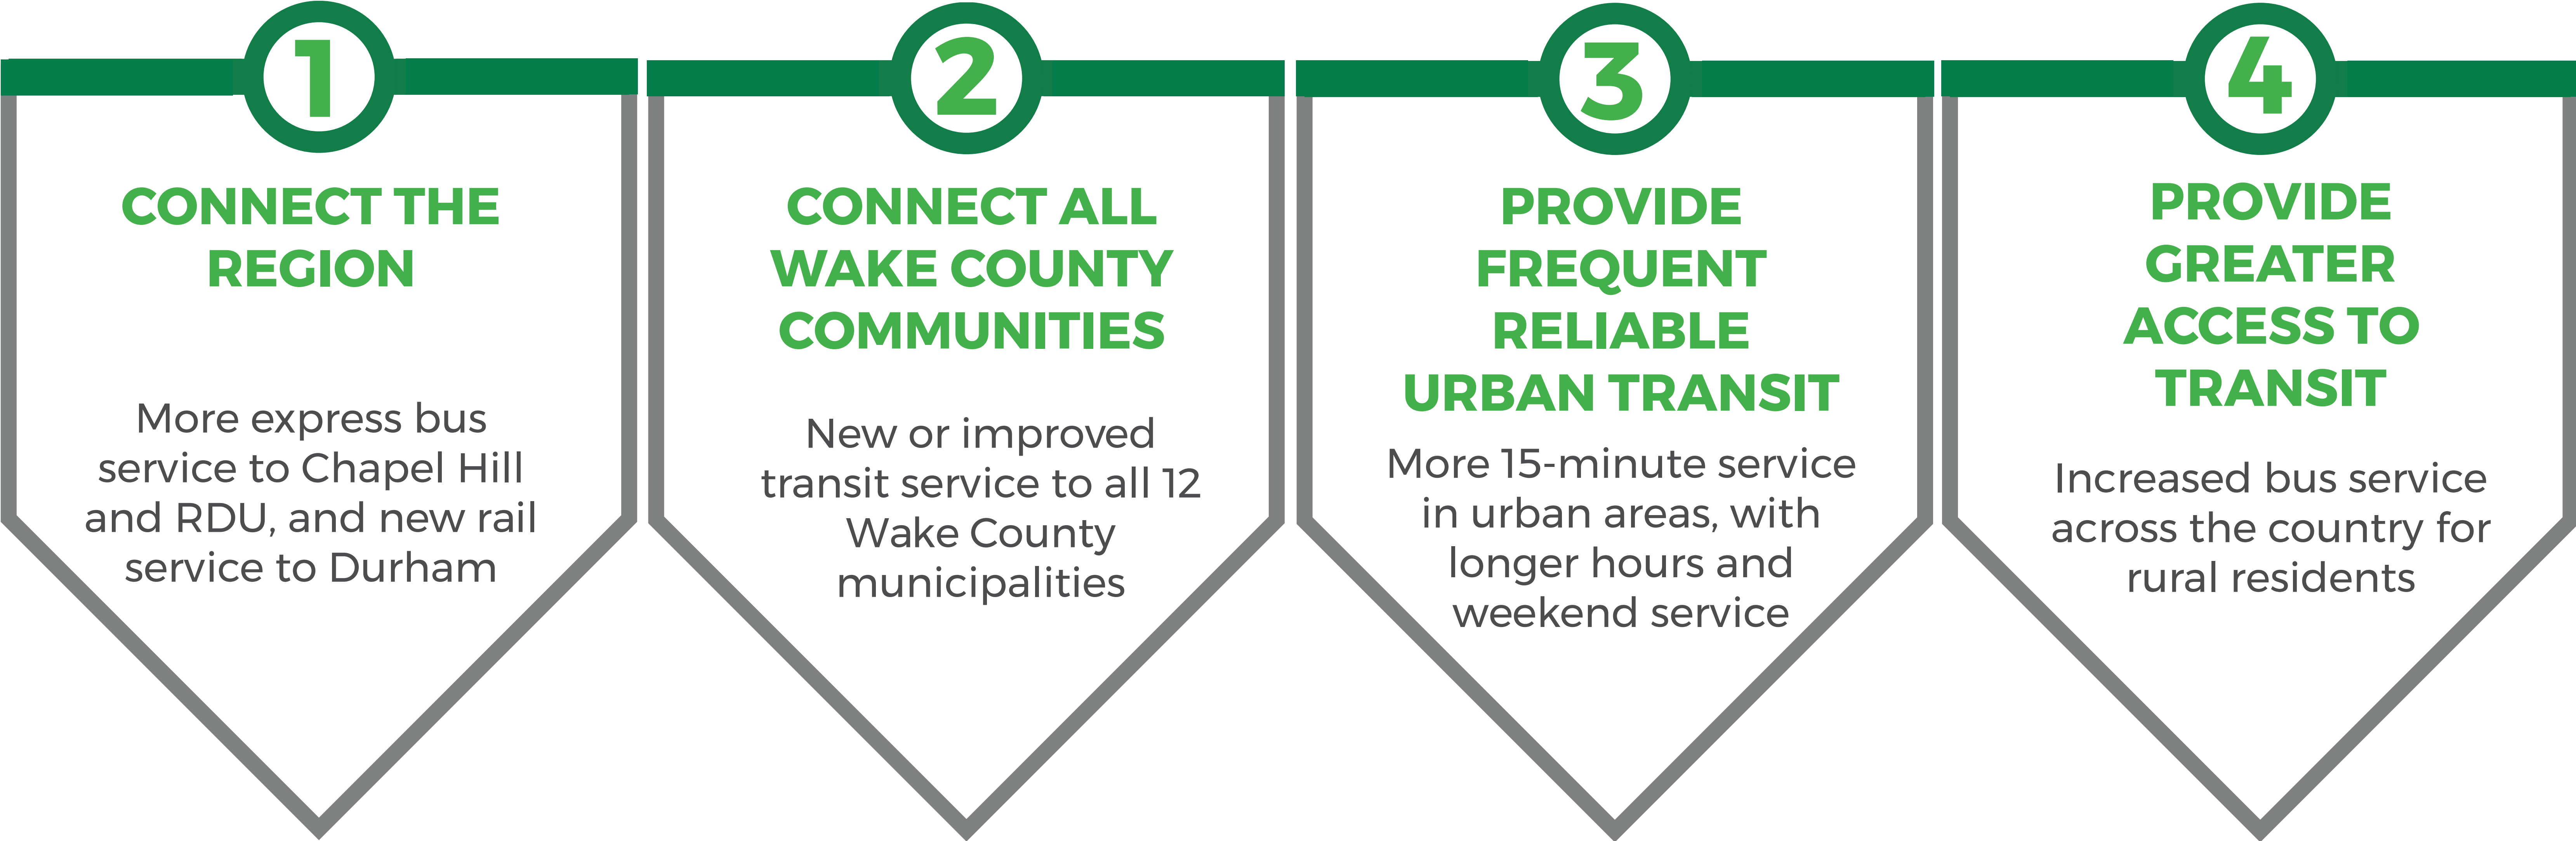 1
CONNECT THE
REGION
More express bus
service to Chapel Hill
and RDU, and new rail
service to Durham
2
CONNECT ALL
WAKE COUNTY
COMMUNITIES
New or improved
transit service to all 12
Wake County
municipalities
3
PROVIDE
FREQUENT
RELIABLE
URBAN TRANSIT
More 15-minute service
in urban areas, with
longer hours and
weekend service
4
PROVIDE
GREATER
ACCESS TO
TRANSIT
Increased bus service
across the country for
rural residents